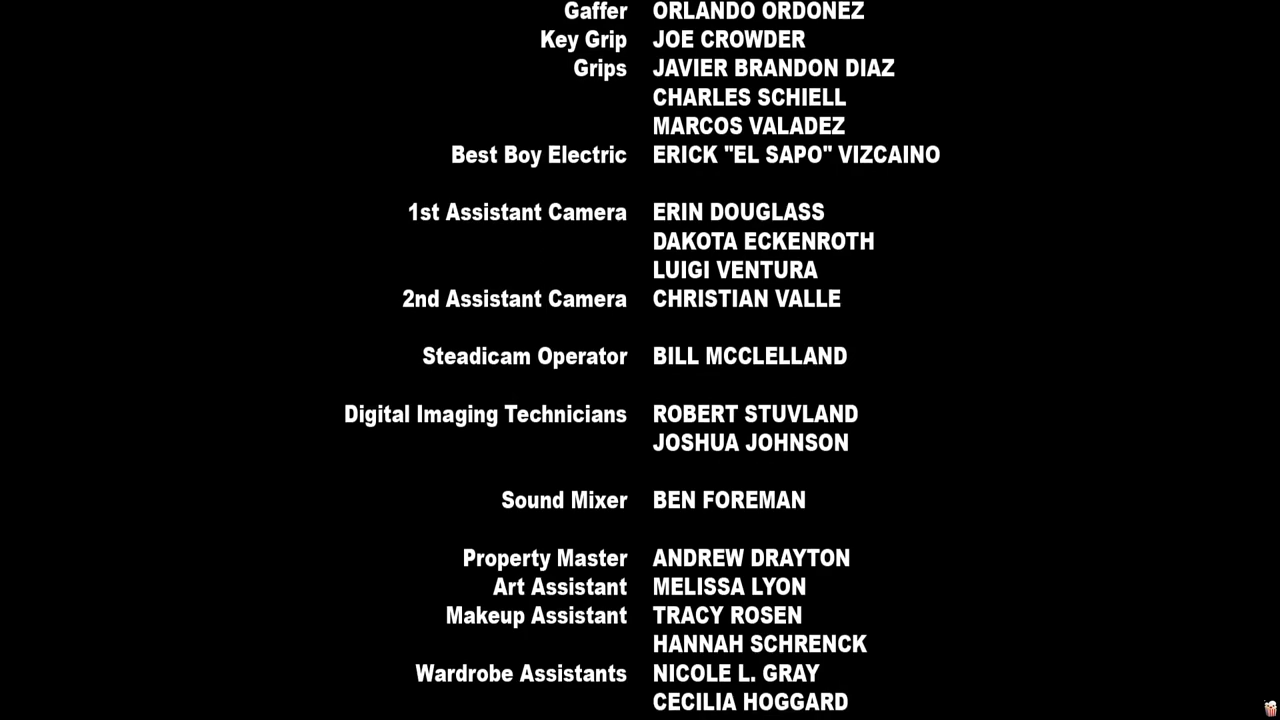 Gaffer ORLANDO ORDONEZ
Key Grip JOE CROWDER
Grips JAVIER BRANDON DIAZ
CHARLES SCHIELL
MARCOS VALADEZ
Best Boy Electric ERICK "EL SAPO" VIZCAINO
1st Assistant Camera ERIN DOUGLASS
DAKOTA ECKENROTH
LUIGI VENTURA
2nd Assistant Camera CHRISTIAN VALLE
Steadicam Operator BILL MCCLELLAND
Digital Imaging Technicians ROBERT STUVLAND
JOSHUA JOHNSON
Sound Mixer BEN FOREMAN
Property Master ANDREW DRAYTON
Art Assistant MELISSA LYON
Makeup Assistant TRACY ROSEN
HANNAH SCHRENCK
Wardrobe Assistants NICOLE L. GRAY
CECILIA HOGGARD